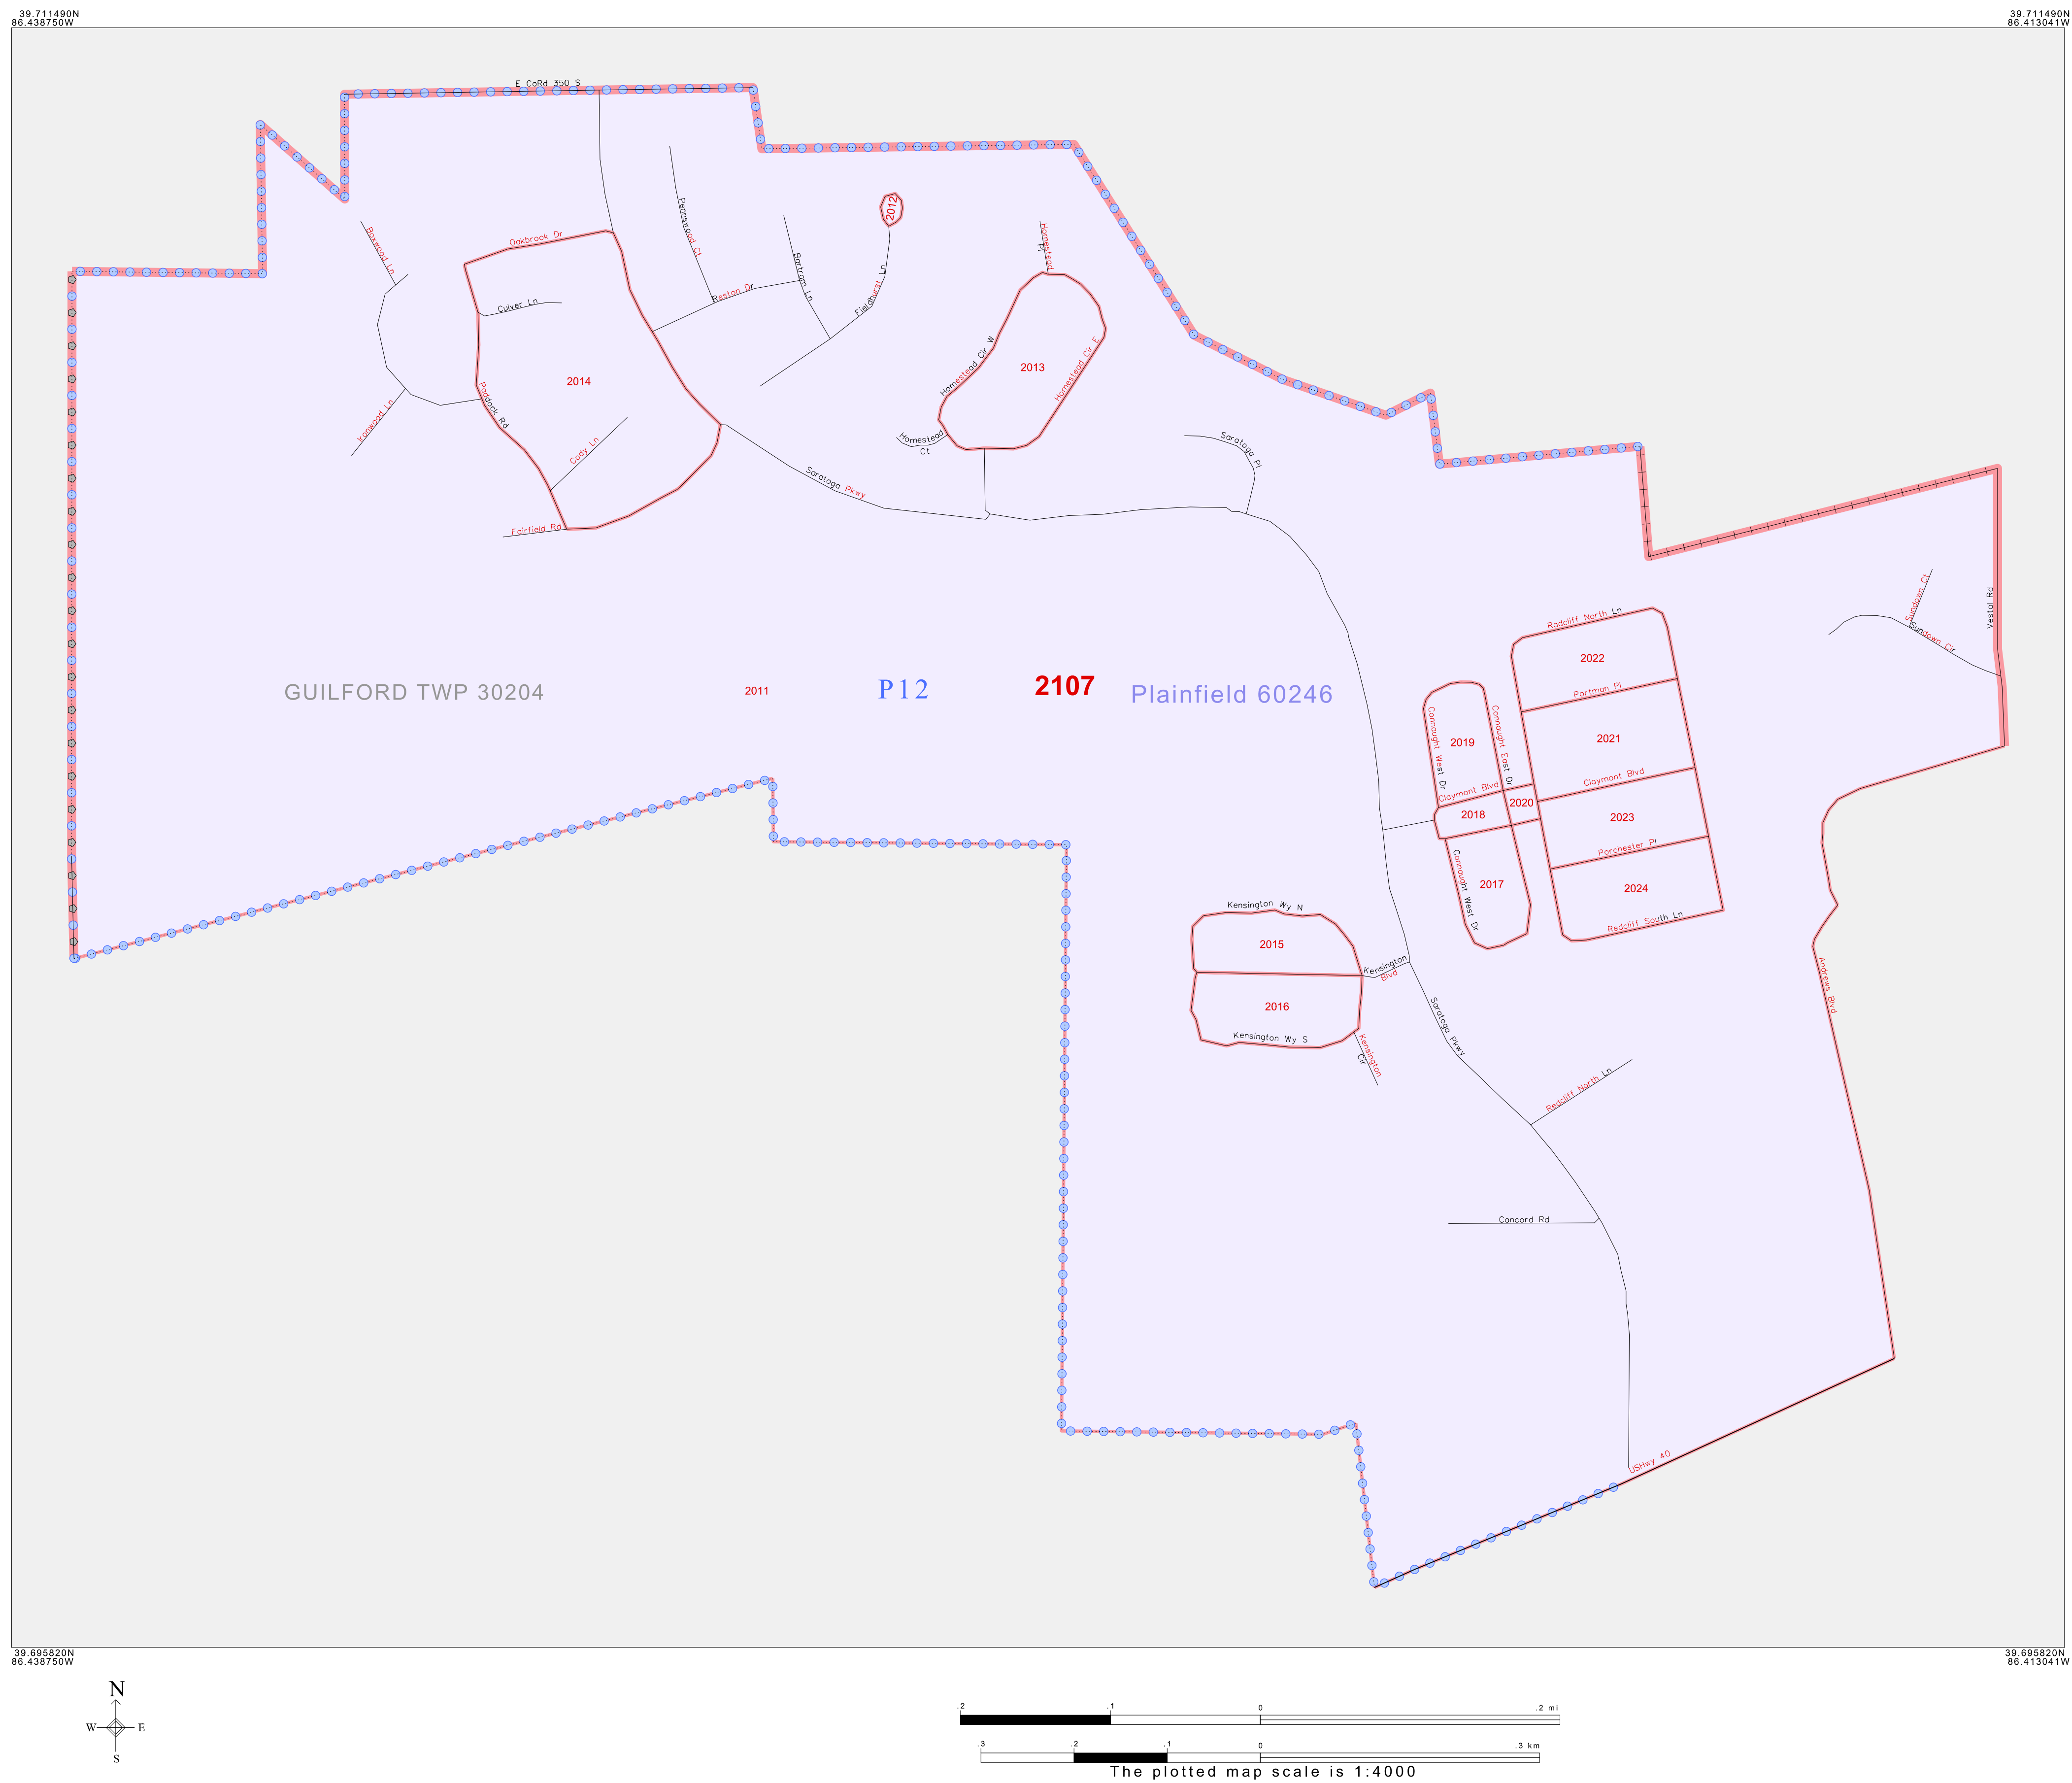 39.711490N
86.438750W
39.711490N
86.413041W
E CoRd 350 S
Boxwood Ln
Oakbrook Dr
Pennswood Ct
2012
Homestead
Pl
Culver Ln
Reston Dr
Bartram Ln
Fieldhurst Ln
2014
Homestead Cir W
2013
Homestead Cir E
Paddock Rd
Ironwood Ln
Cody Ln
Homestead
Ct
Saratoga Pl
Saratoga Pkwy
Fairfield Rd
Sundown Ct
Vestal Rd
Sundown Cir
Radcliff North Ln
2022
Portman Pl
GUILFORD TWP 30204
2011
P12
2107
Plainfield 60246
Connaught West Dr
2019
Connaught East Dr
2021
Claymont Blvd
Claymont Blvd
2020
2018
2023
Porchester Pl
Connaught West Dr
2017
2024
Redcliff South Ln
Kensington Wy N
2015
Kensington
Blvd
2016
Kensington Wy S
Kensington
Cir
Saratoga Pkwy
Andrews Blvd
Redcliff North Ln
Concord Rd
USHwy 40
39.695820N
86.438750W
39.695820N
86.413041W
N
W
E
S
.2
.1
0
.2 mi
.3
.2
.1
0
.3 km
The plotted map scale is 1:4000